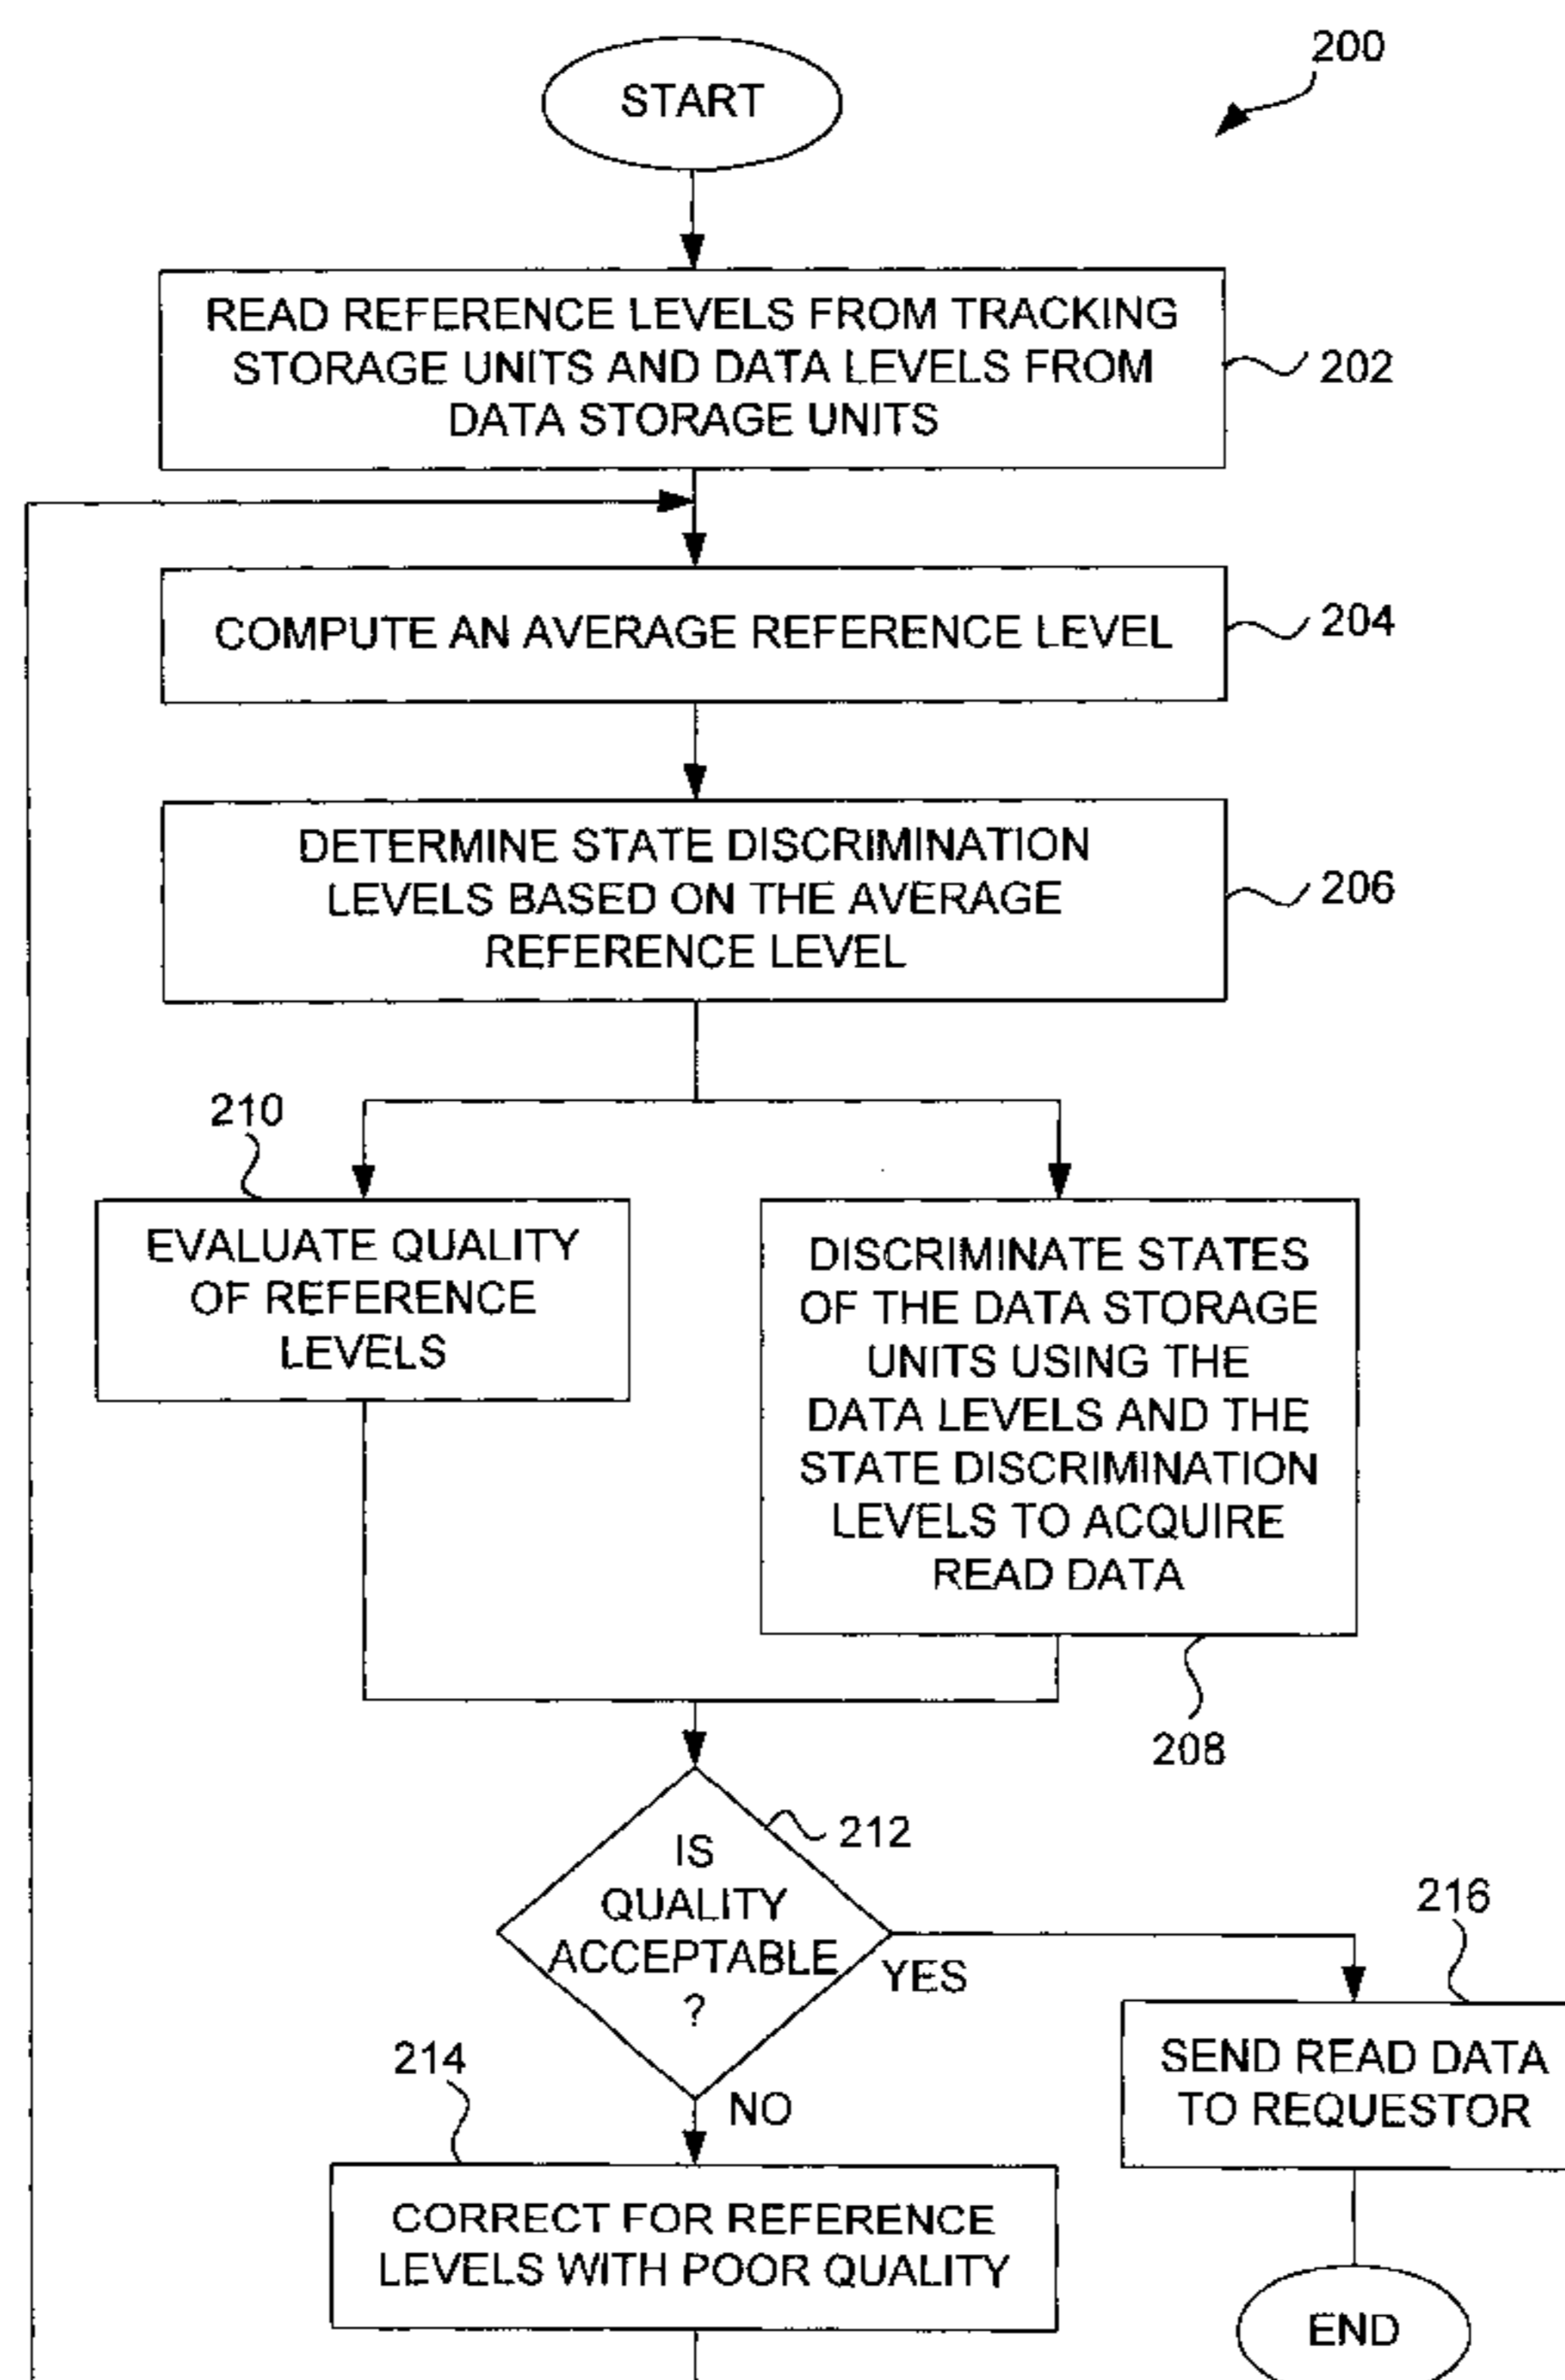 200
START
READ REFERENCE LEVELS FROM TRACKING
STORAGE UNITS AND DATA LEVELS FROM
DATA STORAGE UNITS
202
COMPUTE AN AVERAGE REFERENCE LEVEL
204
DETERMINE STATE DISCRIMINATION
LEVELS BASED ON THE AVERAGE
REFERENCE LEVEL
206
210
EVALUATE QUALITY
OF REFERENCE
LEVELS
DISCRIMINATE STATES
OF THE DATA STORAGE
UNITS USING THE
DATA LEVELS AND THE
STATE DISCRIMINATION
LEVELS TO ACQUIRE
READ DATA
208
IS
QUALITY
ACCEPTABLE
?
212
YES
NO
216
SEND READ DATA
TO REQUESTOR
214
CORRECT FOR REFERENCE
LEVELS WITH POOR QUALITY
END